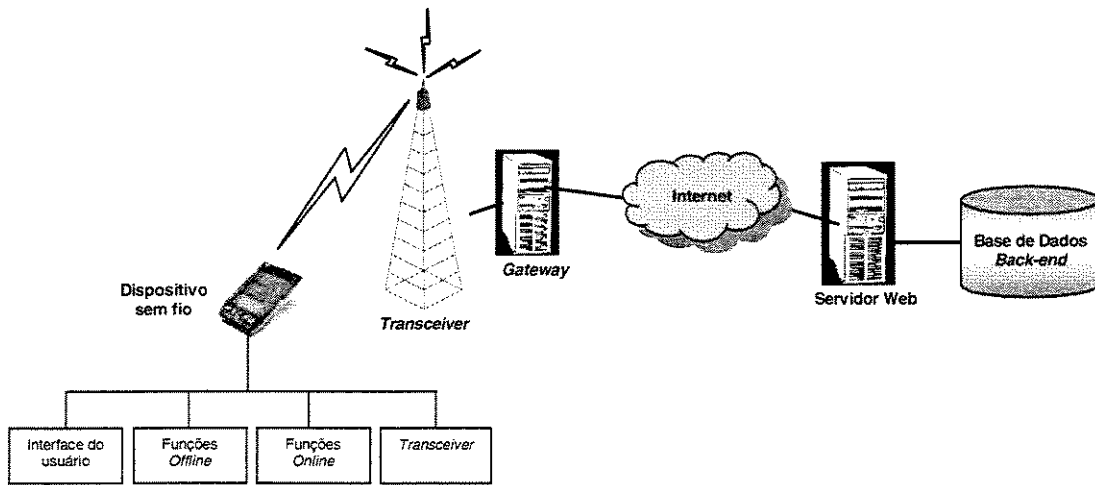 Internet
Gateway
Base de Dados
Back-end
Dispositivo
sem fio
Transceiver
Servidor Web
Interface do
usuário
Funções
Offline
Funções
Online
Transceiver